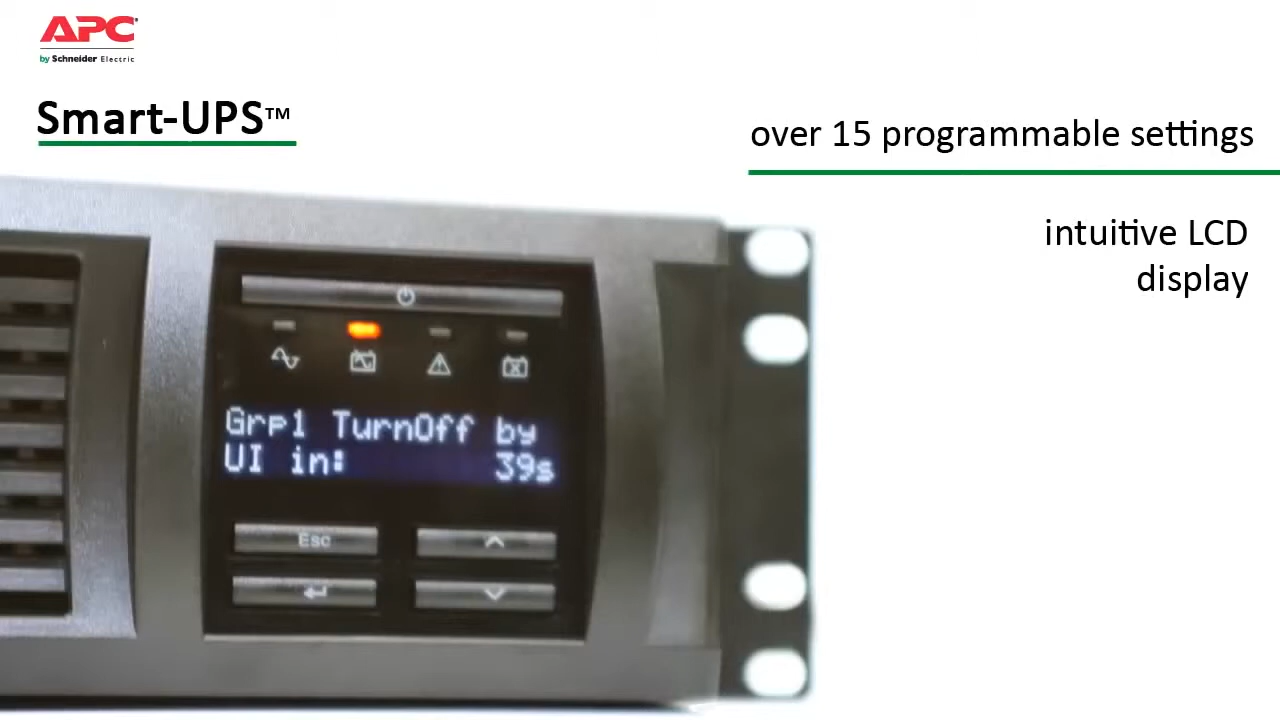 APC
by Schneider Electric
Smart-UPS™
over 15 programmable settings
intuitive LCD
display
Grp1 TurnOff by
UI in: 39s
Esc